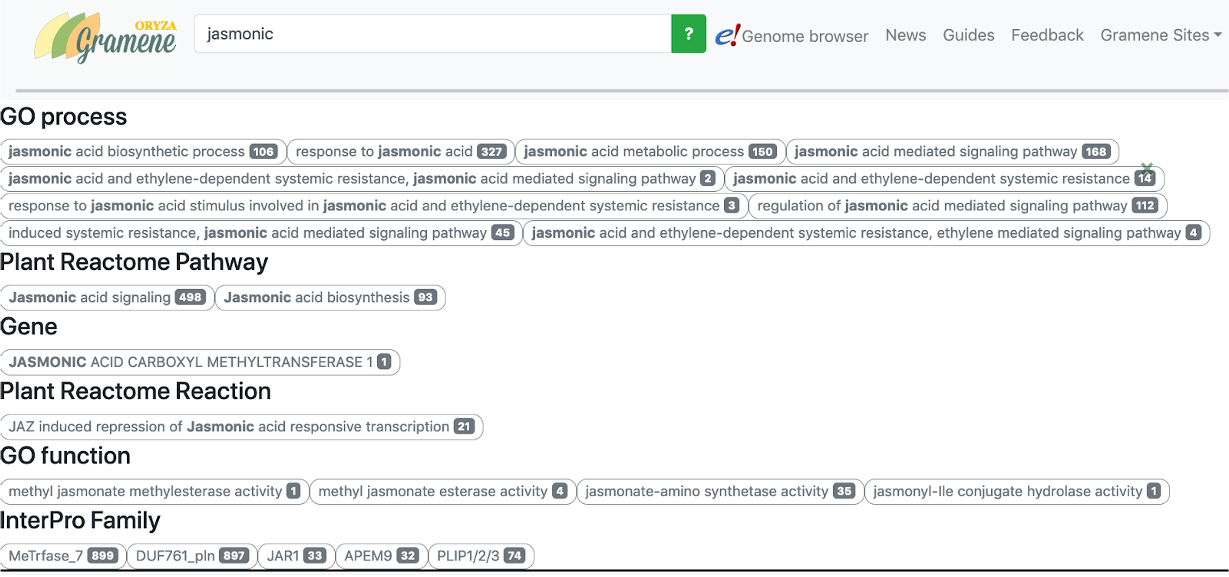 ORYZA
Gramene
jasmonic
?
e! Genome browser News Guides Feedback Gramene Sites
GO process
jasmonic acid biosynthetic process 106 response to jasmonic acid 327 jasmonic acid metabolic process 150 jasmonic acid mediated signaling pathway 168
jasmonic acid and ethylene-dependent systemic resistance, jasmonic acid mediated signaling pathway 2 jasmonic acid and ethylene-dependent systemic resistance 14
response to jasmonic acid stimulus involved in jasmonic acid and ethylene-dependent systemic resistance 3 regulation of jasmonic acid mediated signaling pathway 112
induced systemic resistance, jasmonic acid mediated signaling pathway 45 jasmonic acid and ethylene-dependent systemic resistance, ethylene mediated signaling pathway 4
Plant Reactome Pathway
Jasmonic acid signaling 498 Jasmonic acid biosynthesis 93
Gene
JASMONIC ACID CARBOXYL METHYLTRANSFERASE 1 1
Plant Reactome Reaction
JAZ induced repression of Jasmonic acid responsive transcription 21
GO function
methyl jasmonate methylesterase activity 1 methyl jasmonate esterase activity 4 jasmonate-amino synthetase activity 35 jasmonyl-Ile conjugate hydrolase activity 1
InterPro Family
MeTrfase_7 899 DUF761_pln 897 JAR1 33 APEM9 32 PLIP1/2/3 74